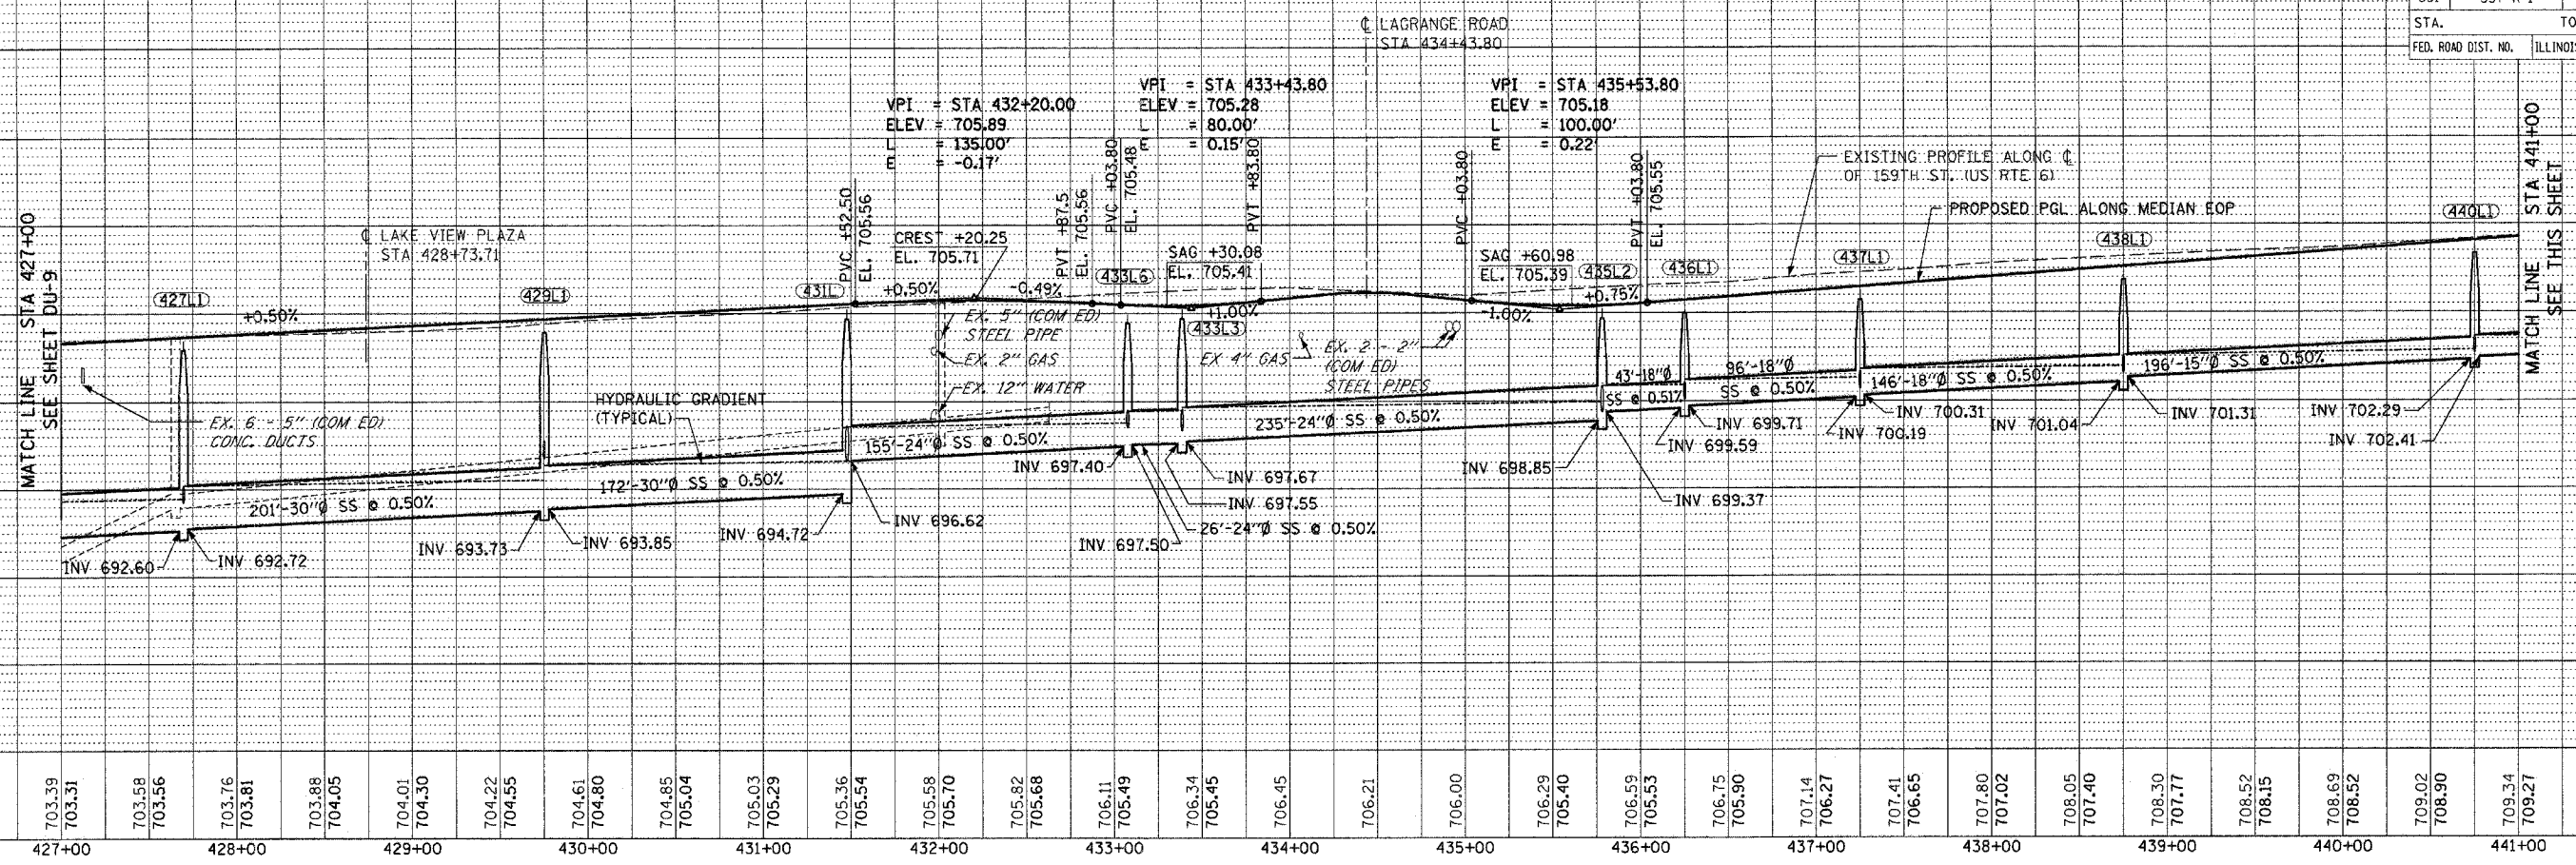 STA. TO
FED. ROAD DIST. NO. ILLINOIS
℄ LAGRANGE ROAD
STA 434+43.80
VPI = STA 432+20.00
ELEV = 705.89
L = 135.00'
E = -0.17'
VPI = STA 433+43.80
ELEV = 705.28
L = 80.00'
E = 0.15'
VPI = STA 435+53.80
ELEV = 705.18
L = 100.00'
E = 0.22'
MATCH LINE STA 427+00
SEE SHEET DU-9
℄ LAKE VIEW PLAZA
STA 428+73.71
PVC +52.50
EL. 705.56
CREST +20.25
EL. 705.71
PVT +87.5
EL. 705.56
PVC +03.80
EL. 705.48
SAG +30.08
EL. 705.41
PVT +83.80
PVC +03.80
SAG +60.98
EL. 705.39
PVT +03.80
EL. 705.55
EXISTING PROFILE ALONG ℄
OF 159TH ST. (US RTE 6)
PROPOSED PGL ALONG MEDIAN EOP
MATCH LINE STA 441+00
SEE THIS SHEET
427L1
429L1
431L
433L6
433L3
435L2
436L1
437L1
438L1
440L1
+0.50%
+0.50%
-0.49%
+1.00%
-1.00%
+0.75%
EX. 5" (COM ED)
STEEL PIPE
EX. 2" GAS
EX. 12" WATER
EX 4" GAS
EX. 2 - 2"
(COM ED)
STEEL PIPES
EX. 6 - 5" (COM ED)
CONC. DUCTS
HYDRAULIC GRADIENT
(TYPICAL)
201'-30"Ø SS @ 0.50%
172'-30"Ø SS @ 0.50%
155'-24"Ø SS @ 0.50%
26'-24"Ø SS @ 0.50%
235'-24"Ø SS @ 0.50%
43'-18"Ø
SS @ 0.51%
96'-18"Ø
SS @ 0.50%
146'-18"Ø SS @ 0.50%
196'-15"Ø SS @ 0.50%
INV 692.60
INV 692.72
INV 693.73
INV 693.85
INV 694.72
INV 696.62
INV 697.40
INV 697.50
INV 697.55
INV 697.67
INV 698.85
INV 699.37
INV 699.59
INV 699.71
INV 700.19
INV 700.31
INV 701.04
INV 701.31
INV 702.29
INV 702.41
703.39 703.58 703.76 703.88 704.01 704.22 704.61 704.85 705.03 705.36 705.58 705.82 706.11 706.34 706.45 706.21 706.00 706.29 706.59 706.75 707.14 707.41 707.80 708.05 708.30 708.52 708.69 709.02 709.34
703.31 703.56 703.81 704.05 704.30 704.55 704.80 705.04 705.29 705.54 705.70 705.68 705.49 705.45 705.40 705.53 705.90 706.27 706.65 707.02 707.40 707.77 708.15 708.52 708.90 709.27
427+00 428+00 429+00 430+00 431+00 432+00 433+00 434+00 435+00 436+00 437+00 438+00 439+00 440+00 441+00